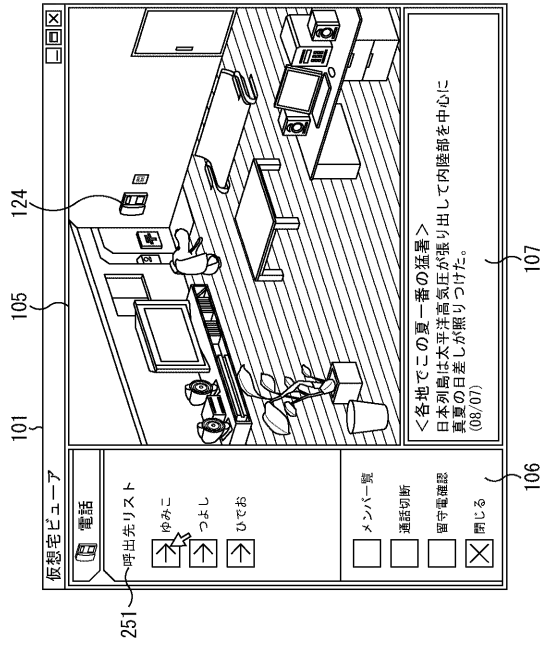 101
105
124
仮想宅ビューア
電話
251
呼出先リスト
ゆみこ
つよし
ひでお
メンバー覧
通話切断
留守電確認
閉じる
106
＜各地でこの夏一番の猛暑＞
日本列島は太平洋高気圧が張り出して内陸部を中心に
真夏の日差しが照りつけた。
(08/07)
107